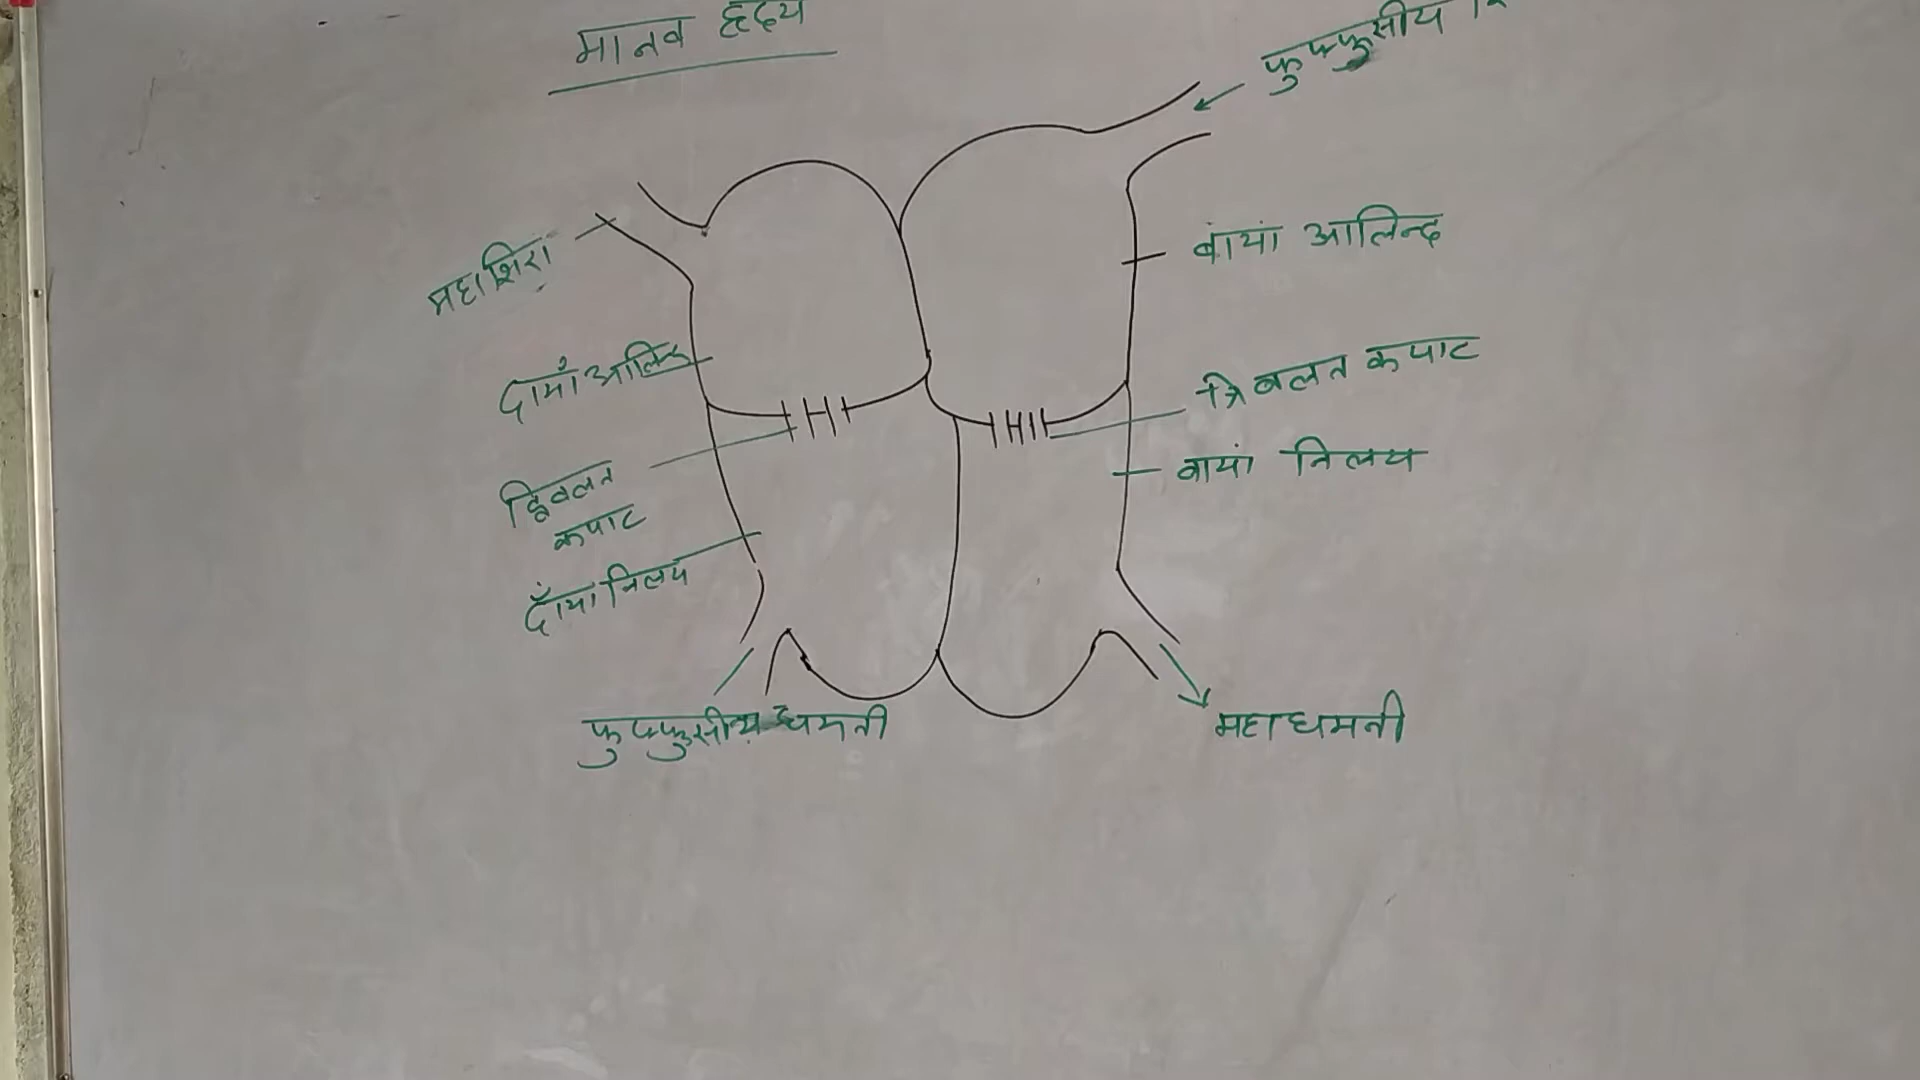 मानव हृदय
फुफ्फुसीय
महाशिरा
बायां आलिन्द
दायाँ आलिन्द
त्रिवलन कपाट
द्विवलन
कपाट
बायां निलय
दाँया निलय
फुफ्फुसीय धमनी
महाधमनी